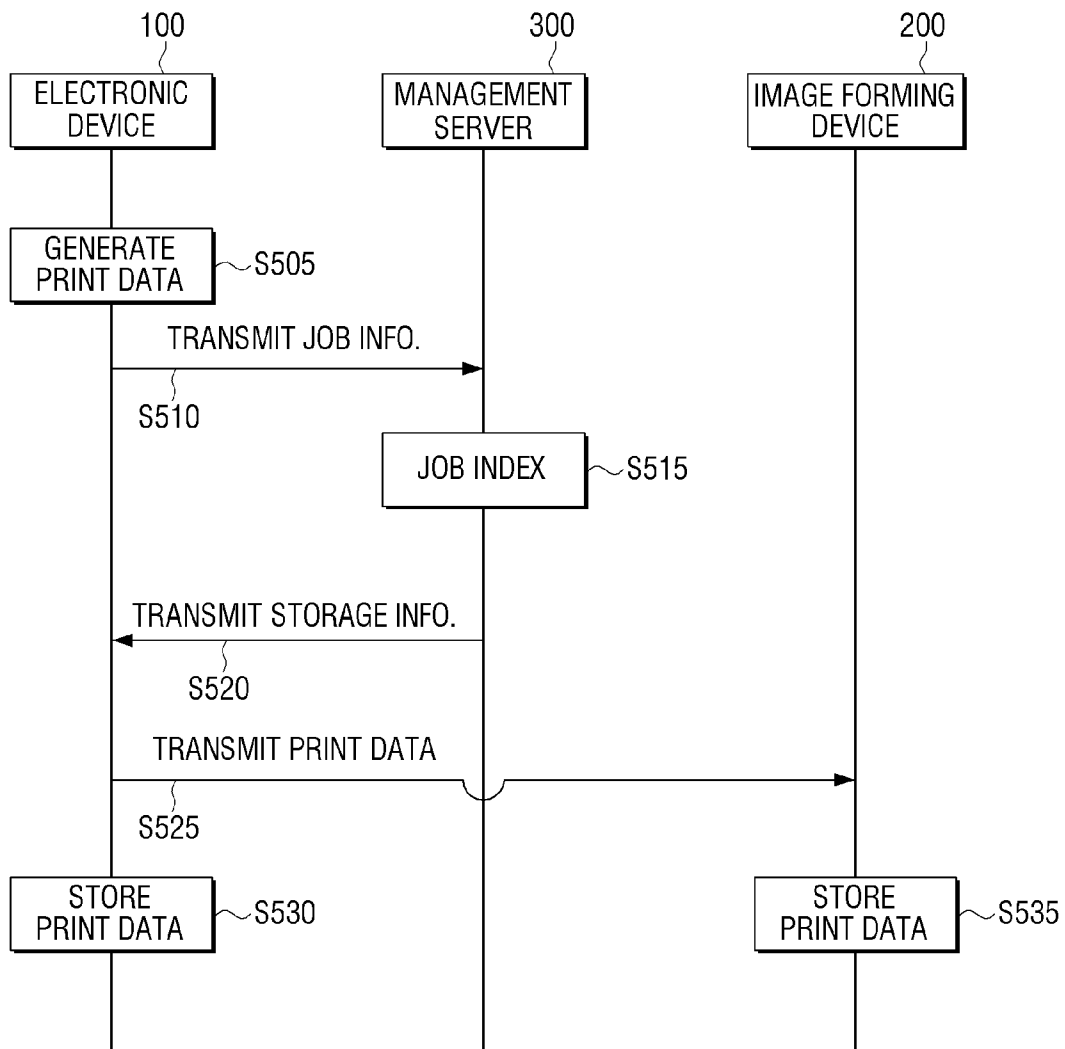 100
300
200
ELECTRONIC
DEVICE
MANAGEMENT
SERVER
IMAGE FORMING
DEVICE
GENERATE
PRINT DATA
S505
TRANSMIT JOB INFO.
S510
JOB INDEX
S515
TRANSMIT STORAGE INFO.
S520
TRANSMIT PRINT DATA
S525
STORE
PRINT DATA
S530
STORE
PRINT DATA
S535